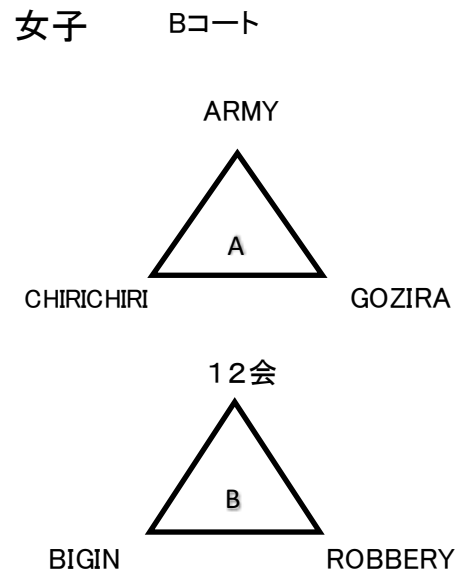 女子 Bコート
ARMY
A
CHIRICHIRI GOZIRA
12会
B
BIGIN ROBBERY